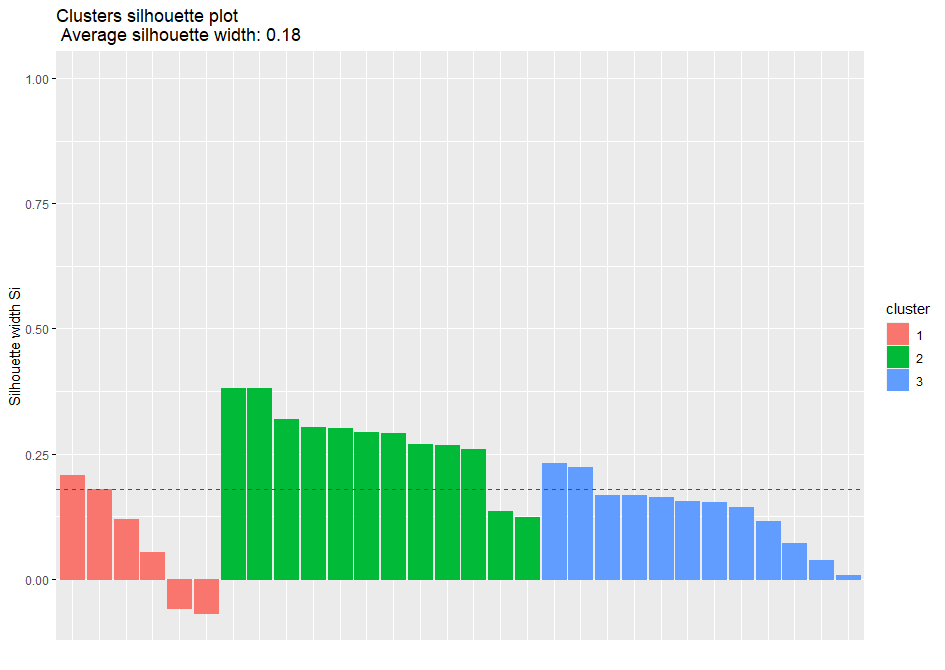 Clusters silhouette plot
Average silhouette width: 0.18
1.00
0.75
0.50
0.25
0.00
Silhouette width Si
cluster
1
2
3